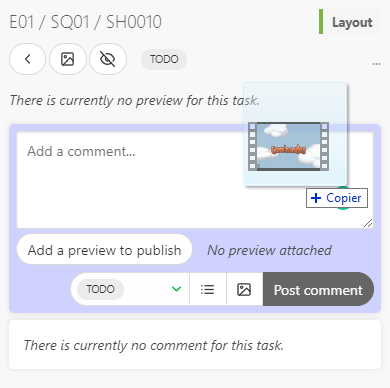 E01 / SQ01 / SH0010
Layout
TODO
...
There is currently no preview for this task.
Add a comment...
Copier
Add a preview to publish
No preview attached
TODO
Post comment
There is currently no comment for this task.